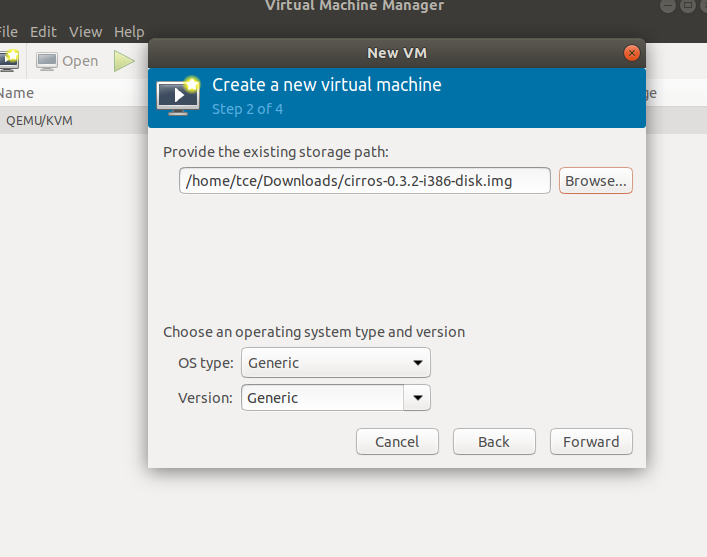 Virtual Machine Manager
File Edit View Help
New VM
Open
Create a new virtual machine
Step 2 of 4
Name
QEMU/KVM
Provide the existing storage path:
/home/tce/Downloads/cirros-0.3.2-i386-disk.img Browse...
Choose an operating system type and version
OS type: Generic
Version: Generic
Cancel Back Forward